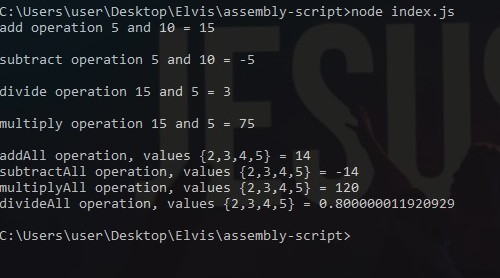 C:\Users\user\Desktop\Elvis\assembly-script>node index.js
add operation 5 and 10 = 15
subtract operation 5 and 10 = -5
divide operation 15 and 5 = 3
multiply operation 15 and 5 = 75
addAll operation, values {2,3,4,5} = 14
subtractAll operation, values {2,3,4,5} = -14
multiplyAll operation, values {2,3,4,5} = 120
divideAll operation, values {2,3,4,5} = 0.800000011920929
C:\Users\user\Desktop\Elvis\assembly-script>
JESUS